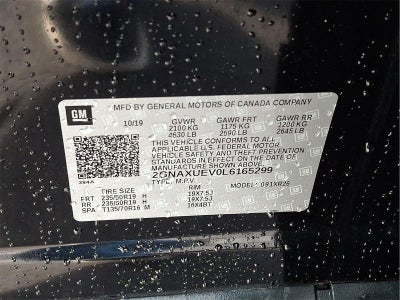 GM
MFD BY GENERAL MOTORS OF CANADA COMPANY
10/19 GVWR GAWR FRT GAWR RR
2100 KG 1175 KG 1200 KG
4630 LB 2590 LB 2645 LB
THIS VEHICLE CONFORMS TO ALL
APPLICABLE U.S. FEDERAL MOTOR
VEHICLE SAFETY, BUMPER, AND
THEFT PREVENTION STANDARDS
IN EFFECT ON THE DATE OF
MANUFACTURE SHOWN ABOVE.
2GNAXUEV0L6165299
TYPE: M.P.V. MODEL: 091XR26
TIRE SIZE RIM
FRT 235/50R19 H 19X7.5J
RR 235/50R19 H 19X7.5J
SPA T135/70R16 M 16X4BT